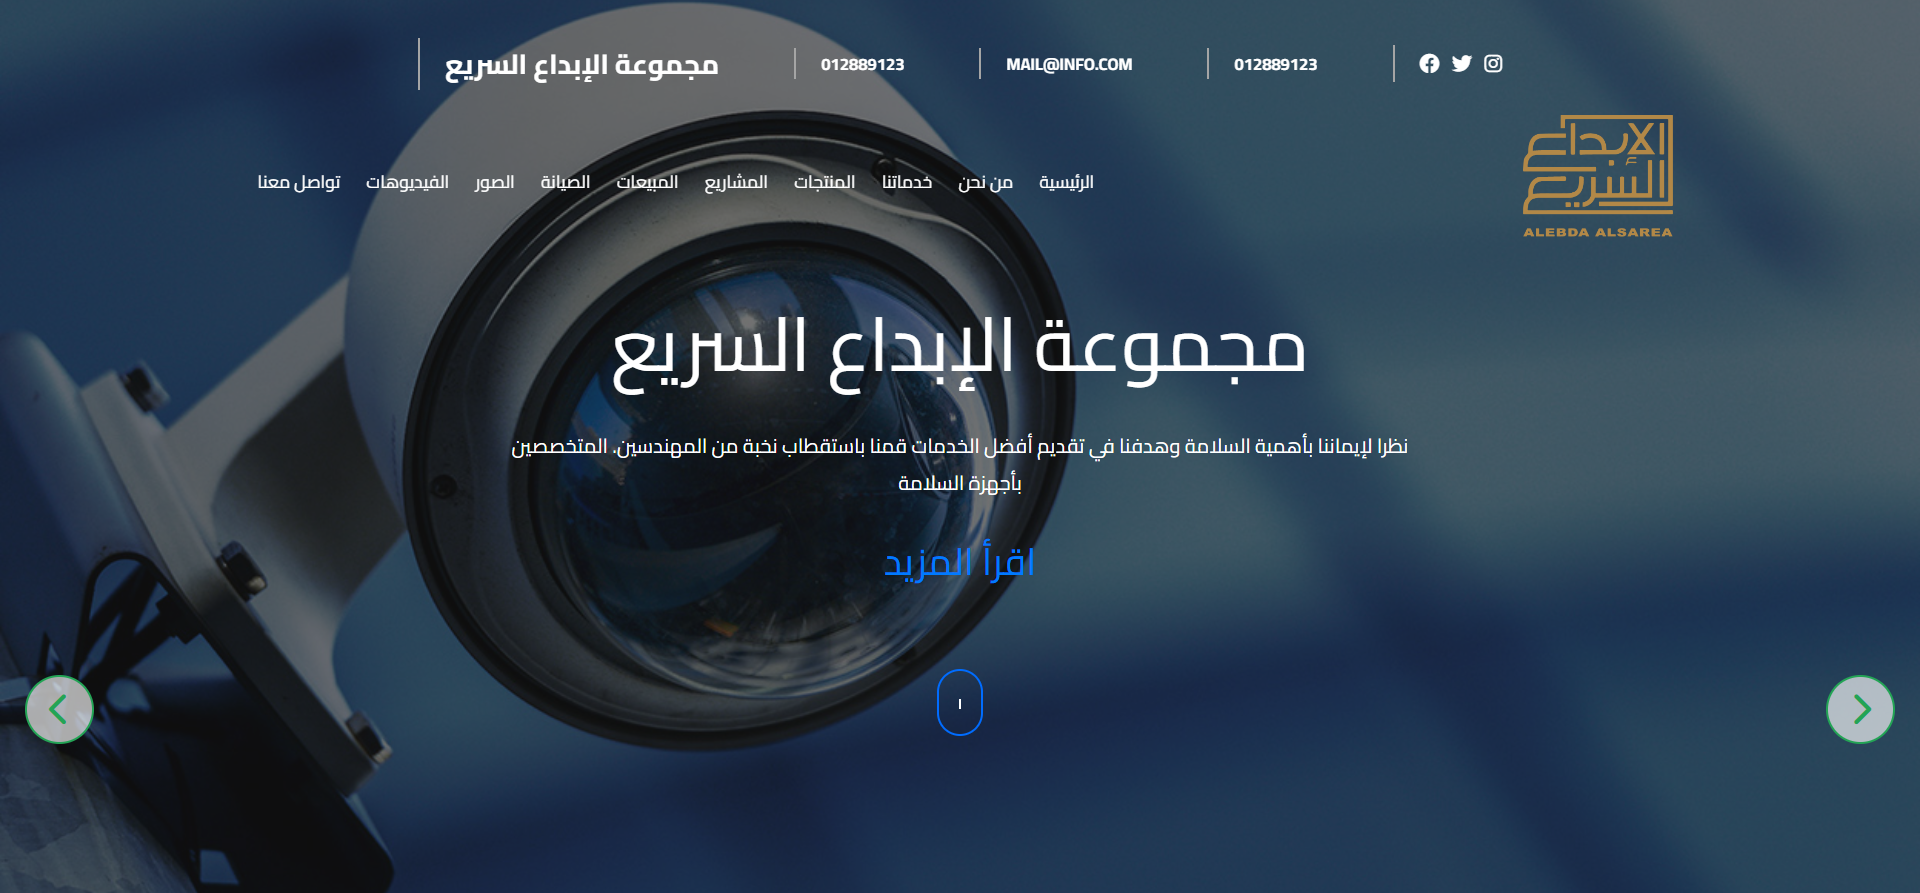 مجموعة الإبداع السريع
012889123
MAIL@INFO.COM
012889123
الإبداع السريع
ALEBDA ALSAREA
الرئيسية من نحن خدماتنا المنتجات المشاريع المبيعات الصيانة الصور الفيديوهات تواصل معنا
مجموعة الإبداع السريع
نظرا لإيماننا بأهمية السلامة وهدفنا في تقديم أفضل الخدمات قمنا باستقطاب نخبة من المهندسين. المتخصصين
بأجهزة السلامة
اقرأ المزيد